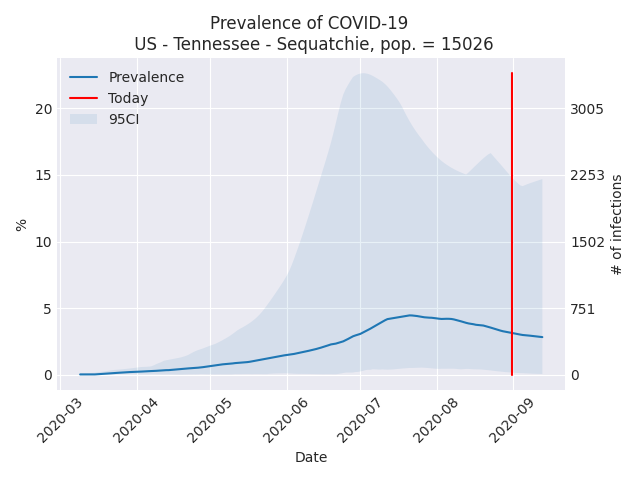 Prevalence of COVID-19
US - Tennessee - Sequatchie, pop. = 15026
Prevalence
Today
95CI
20
15
10
5
0
%
3005
2253
1502
751
0
# of infections
2020-03
2020-04
2020-05
2020-06
2020-07
2020-08
2020-09
Date